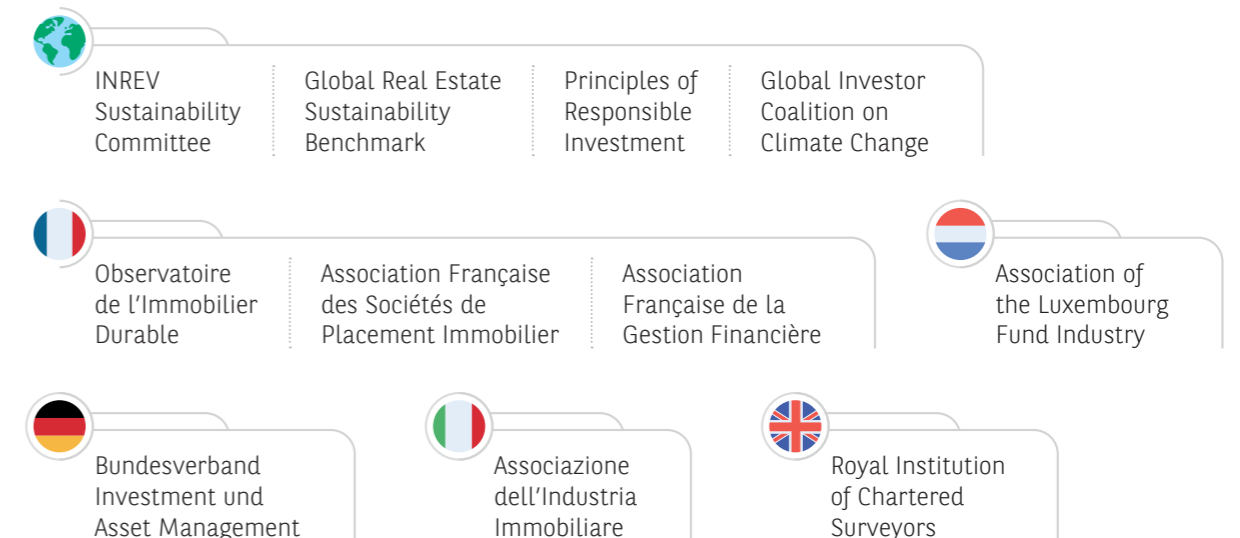 INREV
Sustainability
Committee
Global Real Estate
Sustainability
Benchmark
Principles of
Responsible
Investment
Global Investor
Coalition on
Climate Change
Observatoire
de l'Immobilier
Durable
Association Française
des Sociétés de
Placement Immobilier
Association
Française de la
Gestion Financière
Association of
the Luxembourg
Fund Industry
Bundesverband
Investment und
Asset Management
Associazione
dell'Industria
Immobiliare
Royal Institution
of Chartered
Surveyors